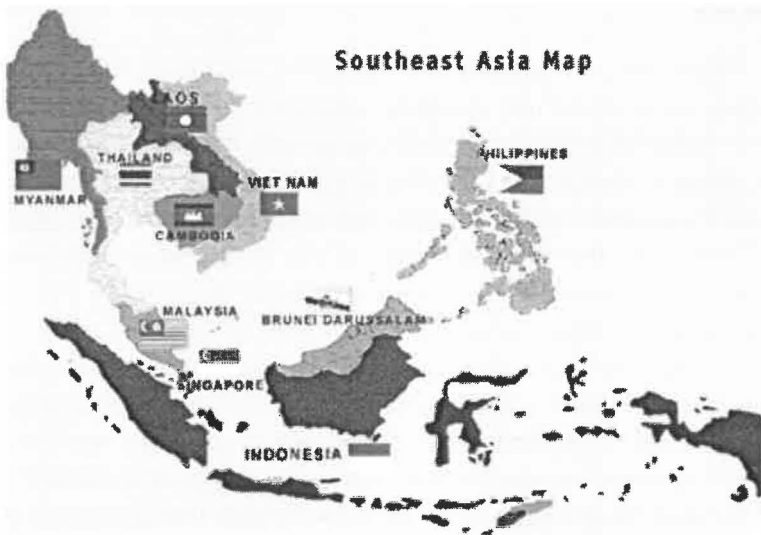 Southeast Asia Map
LAOS
PHILIPPINES
THAILAND
VIET NAM
MYANMAR
CAMBODIA
MALAYSIA
BRUNEI DARUSSALAM
SINGAPORE
INDONESIA